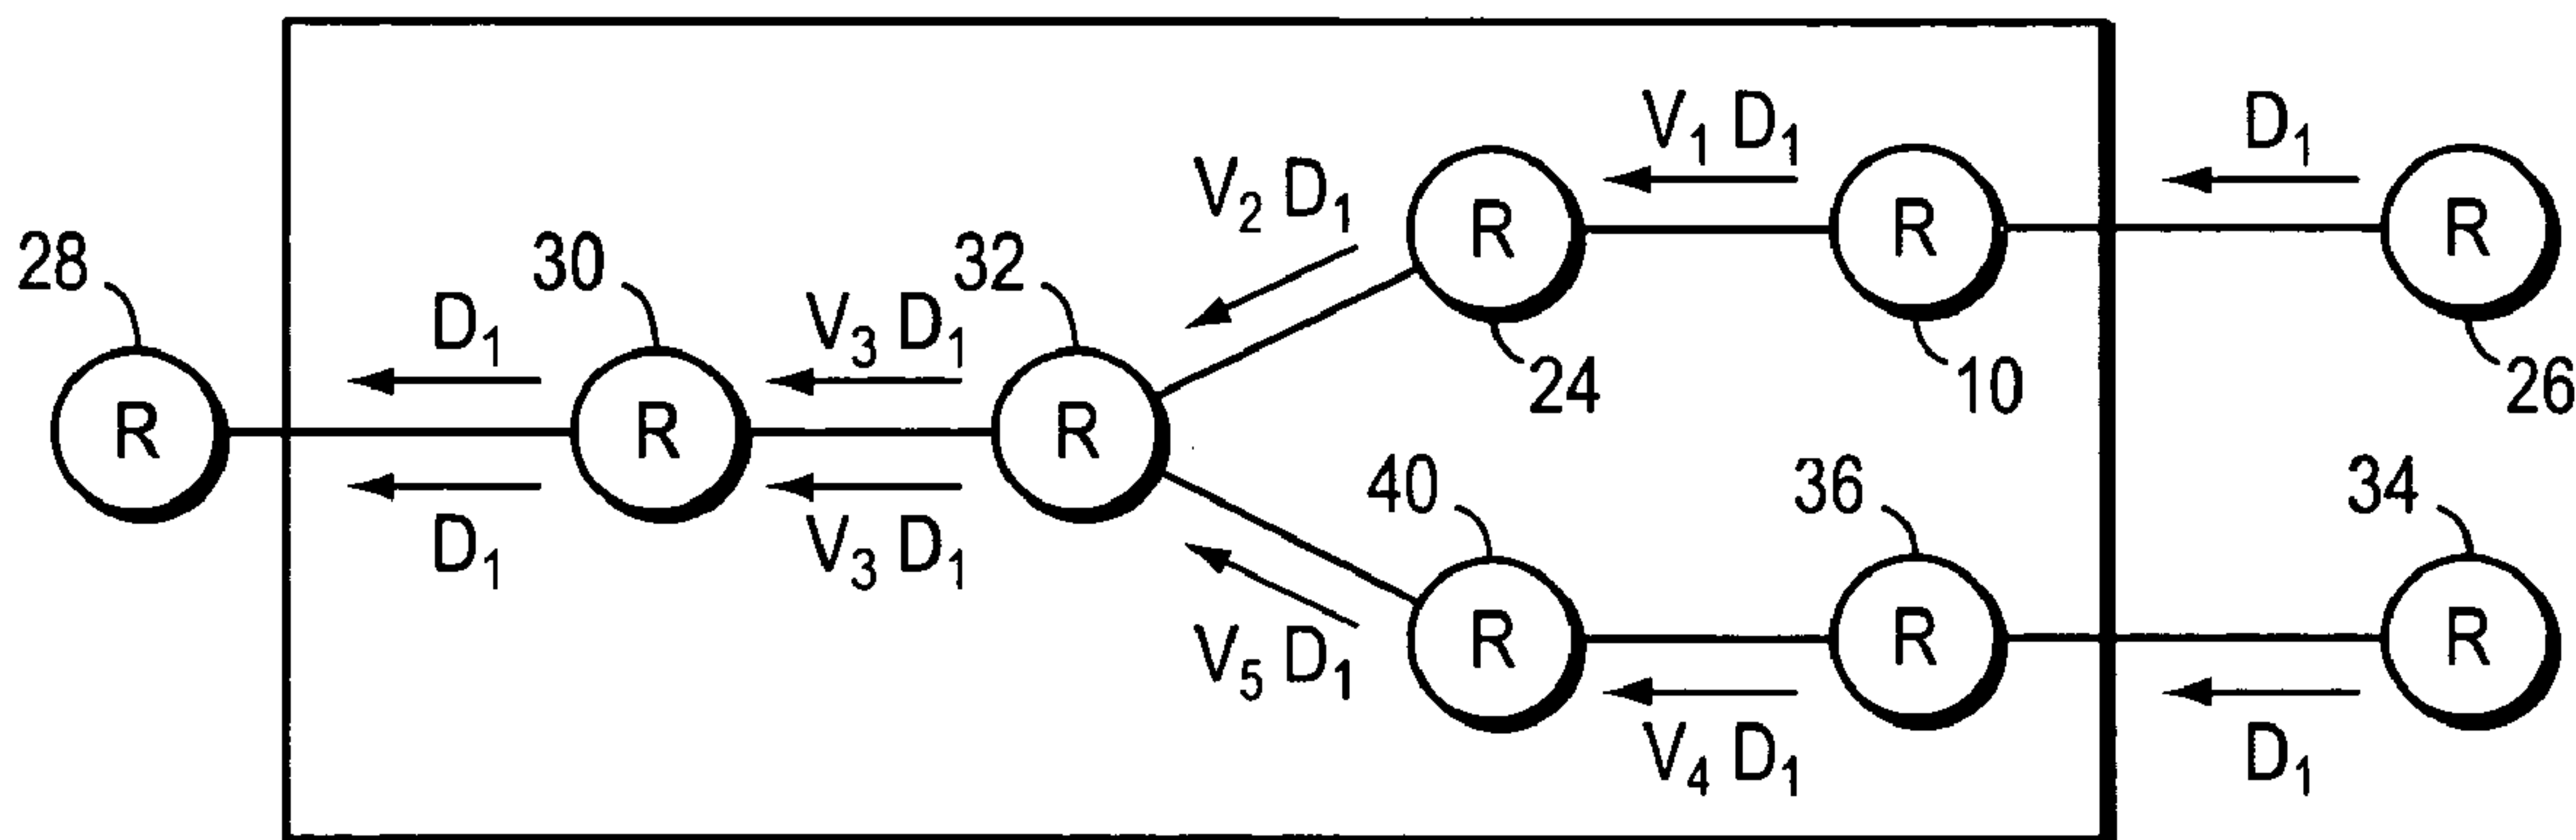 V₁ D₁
D₁
V₂ D₁
R
R
R
28
30
32
D₁
V₃ D₁
24
10
26
R
R
R
40
36
34
D₁
V₃ D₁
V₅ D₁
R
R
R
V₄ D₁
D₁